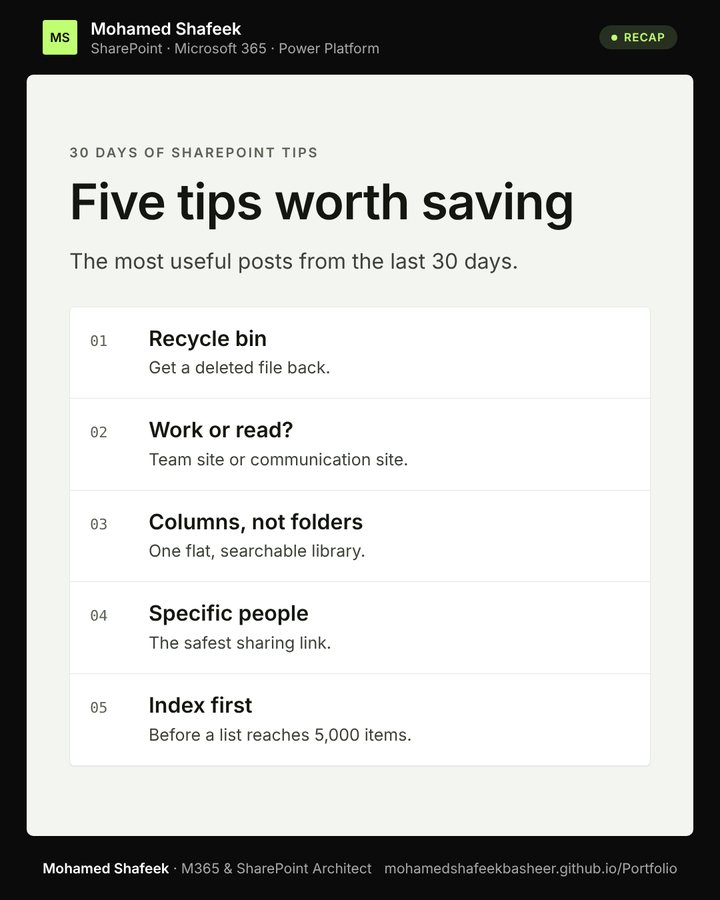 MS
Mohamed Shafeek
SharePoint · Microsoft 365 · Power Platform
RECAP
30 DAYS OF SHAREPOINT TIPS
Five tips worth saving
The most useful posts from the last 30 days.
01
Recycle bin
Get a deleted file back.
02
Work or read?
Team site or communication site.
03
Columns, not folders
One flat, searchable library.
04
Specific people
The safest sharing link.
05
Index first
Before a list reaches 5,000 items.
Mohamed Shafeek · M365 & SharePoint Architect
mohamedshafeekbasheer.github.io/Portfolio